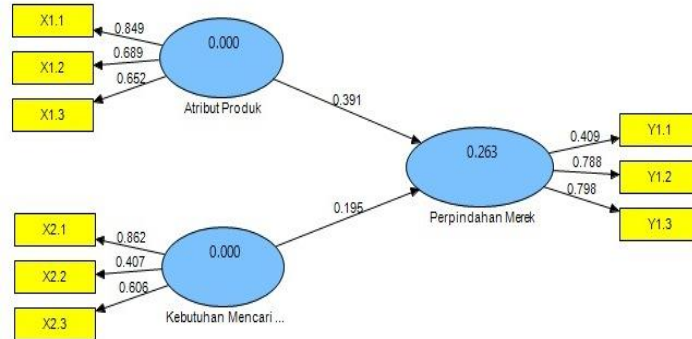 X1.1
0.849
0.000
X1.2
0.689
X1.3
0.652
Atribut Produk
0.391
0.263
Perpindahan Merek
0.409
Y1.1
0.788
Y1.2
0.798
Y1.3
0.195
X2.1
0.862
0.000
X2.2
0.407
X2.3
0.606
Kebutuhan Mencari ...